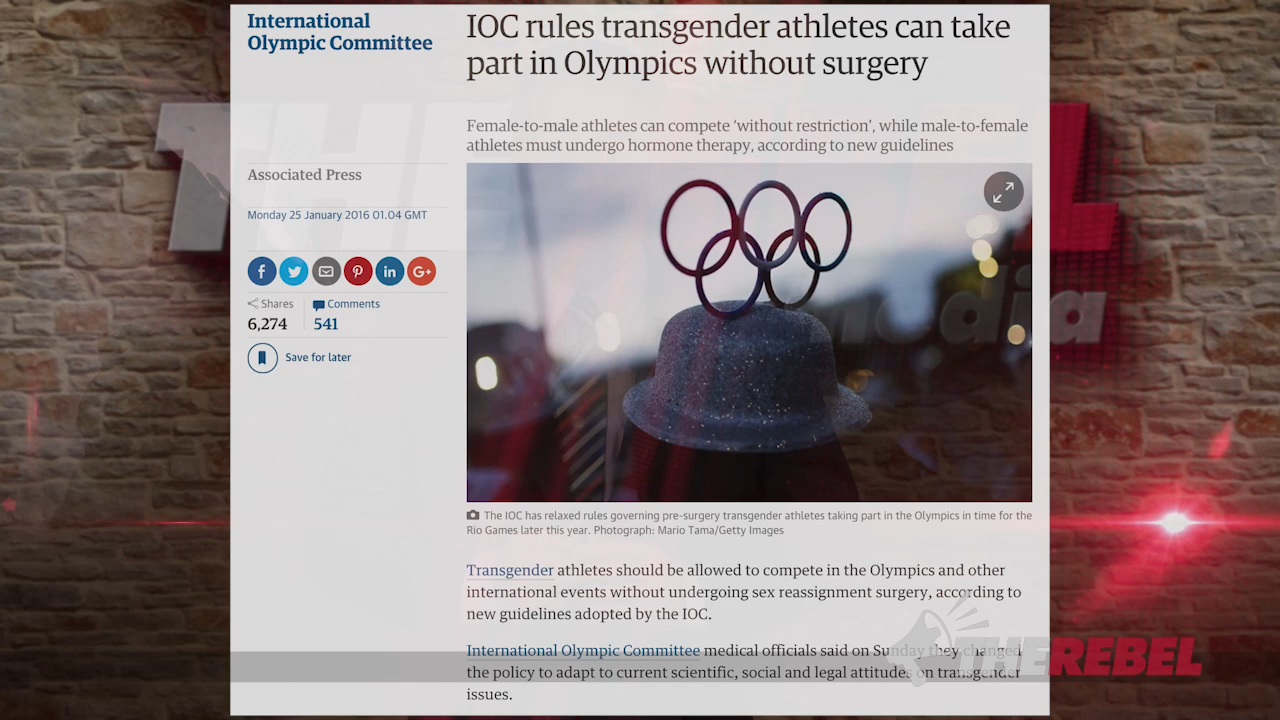 International
Olympic Committee
IOC rules transgender athletes can take
part in Olympics without surgery
Female-to-male athletes can compete ‘without restriction’, while male-to-female
athletes must undergo hormone therapy, according to new guidelines
Associated Press
Monday 25 January 2016 01.04 GMT
Shares
Comments
6,274
541
Save for later
The IOC has relaxed rules governing pre-surgery transgender athletes taking part in the Olympics in time for the
Rio Games later this year. Photograph: Mario Tama/Getty Images
Transgender athletes should be allowed to compete in the Olympics and other
international events without undergoing sex reassignment surgery, according to
new guidelines adopted by the IOC.
International Olympic Committee medical officials said on Sunday they changed
the policy to adapt to current scientific, social and legal attitudes on transgender
issues.
THE
media
THEREBEL